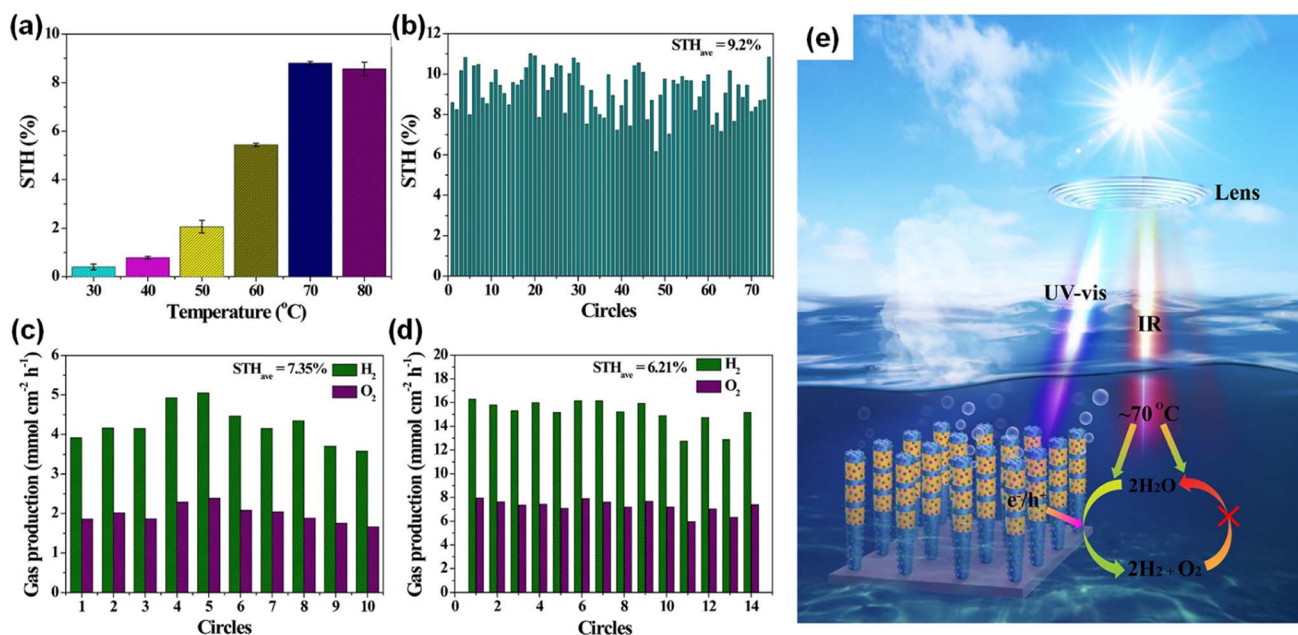 (a)
STH (%)
10
8
6
4
2
0
30 40 50 60 70 80
Temperature (°C)
(b)
STH (%)
12
10
8
6
4
2
0
STHave = 9.2%
0 10 20 30 40 50 60 70
Circles
(c)
Gas production (mmol cm⁻² h⁻¹)
6
5
4
3
2
1
0
STHave = 7.35%
H₂
O₂
1 2 3 4 5 6 7 8 9 10
Circles
(d)
Gas production (mmol cm⁻² h⁻¹)
20
18
16
14
12
10
8
6
4
2
0
STHave = 6.21%
H₂
O₂
0 2 4 6 8 10 12 14
Circles
(e)
Lens
UV-vis
IR
~70 °C
2H₂O
e⁻/h⁺
2H₂ + O₂